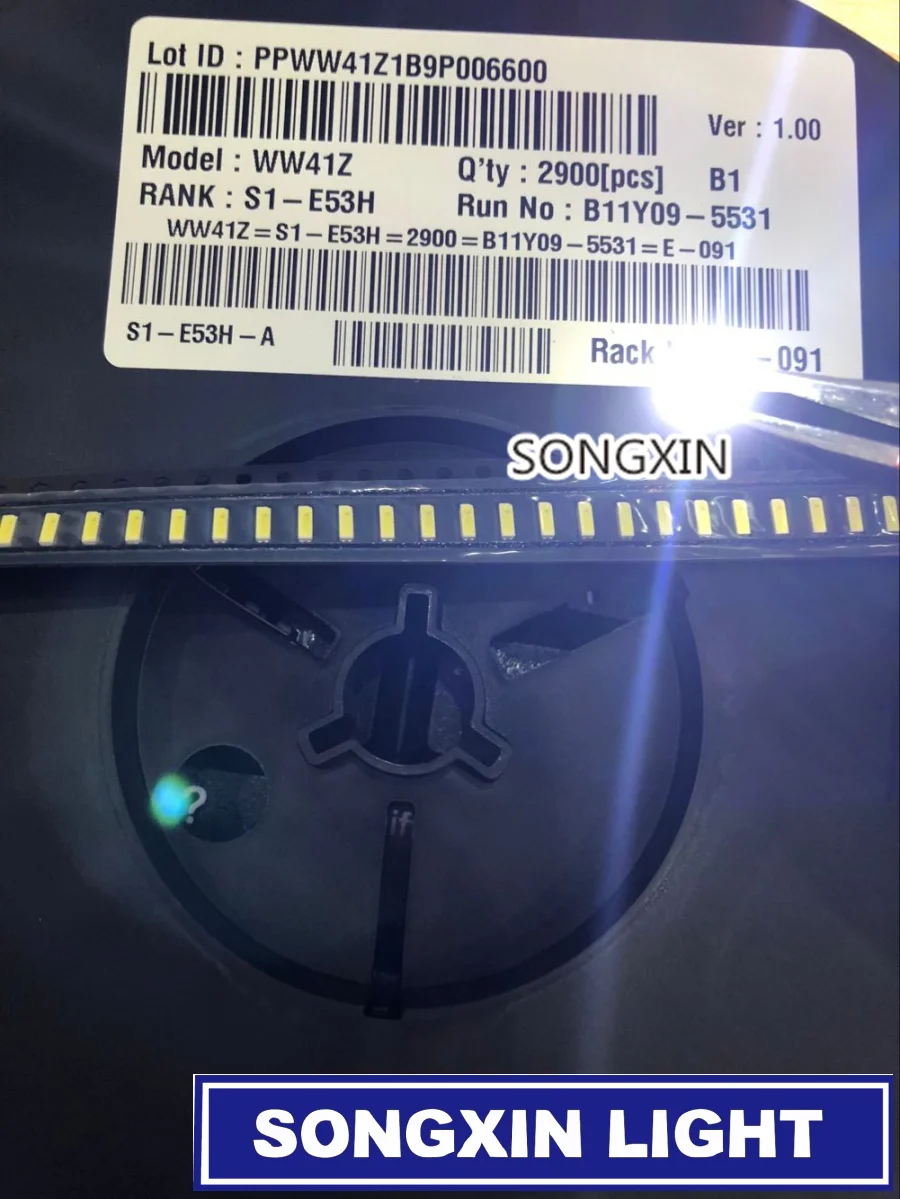 Lot ID : PPWW41Z1B9P006600
Ver : 1.00
Model : WW41Z Q'ty : 2900[pcs] B1
RANK : S1-E53H Run No : B11Y09-5531
WW41Z=S1-E53H=2900=B11Y09-5531=E-091
S1-E53H-A Rack -091
SONGXIN
?
if
SONGXIN LIGHT